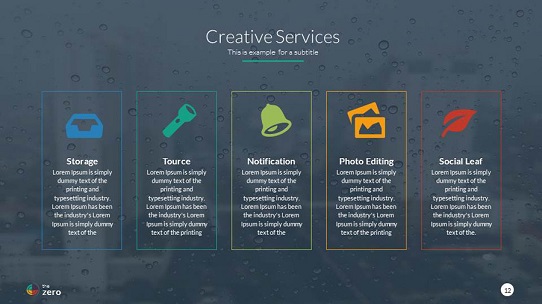 Creative Services
This is example for a subtitle
Storage
Lorem Ipsum is simply
dummy text of the
printing and
typesetting industry.
Lorem Ipsum has been
the industry's Lorem
Ipsum is simply dummy
text of the
Tource
Lorem Ipsum is simply
dummy text of the
printing and
typesetting industry.
Lorem Ipsum has been
the industry's Lorem
Ipsum is simply dummy
text of the printing
Notification
Lorem Ipsum is simply
dummy text of the
printing and
typesetting industry.
Lorem Ipsum has been
the industry's Lorem
Ipsum is simply dummy
text of the
Photo Editing
Lorem Ipsum is simply
dummy text of the
printing and
typesetting industry.
Lorem Ipsum has been
the industry's Lorem
Ipsum is simply dummy
text of the printing
Social Leaf
Lorem Ipsum is simply
dummy text of the
printing and
typesetting industry.
Lorem Ipsum has been
the industry's Lorem
Ipsum is simply dummy
text of the.
the
zero
12